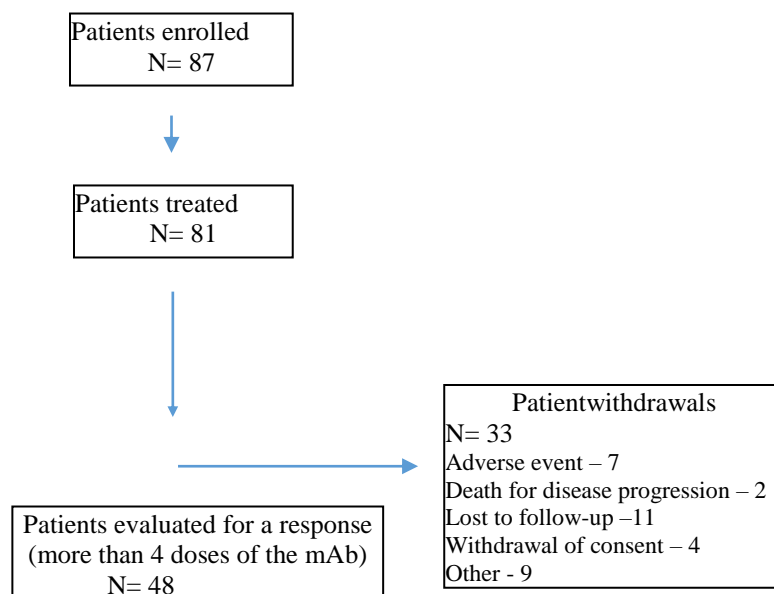 Patients enrolled
N= 87
Patients treated
N= 81
Patientwithdrawals
N= 33
Adverse event – 7
Death for disease progression – 2
Lost to follow-up –11
Withdrawal of consent – 4
Other - 9
Patients evaluated for a response
(more than 4 doses of the mAb)
N= 48